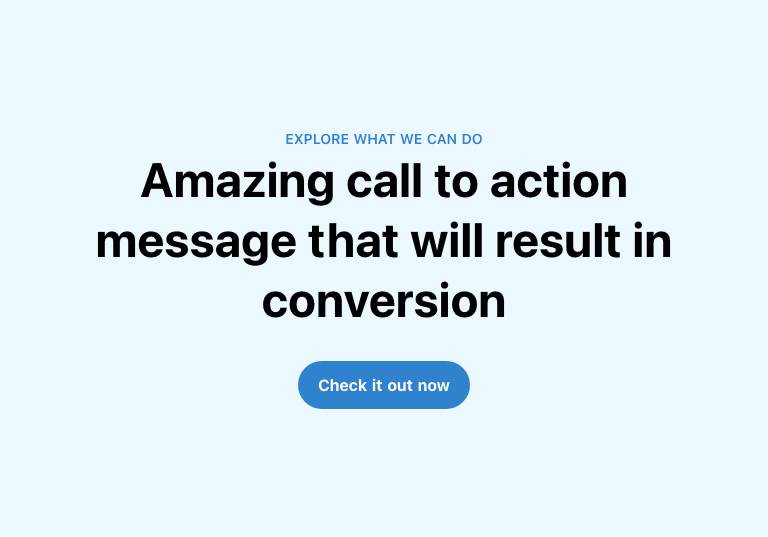 EXPLORE WHAT WE CAN DO
Amazing call to action
message that will result in
conversion
Check it out now